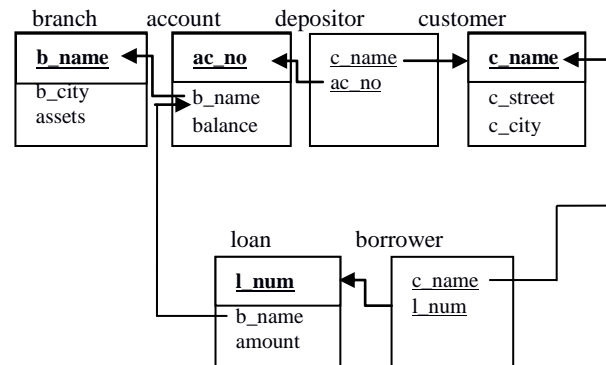 branch account depositor customer
b_name
b_city
assets
ac_no
b_name
balance
c_name
ac_no
c_name
c_street
c_city
loan borrower
l_num
b_name
amount
c_name
l_num